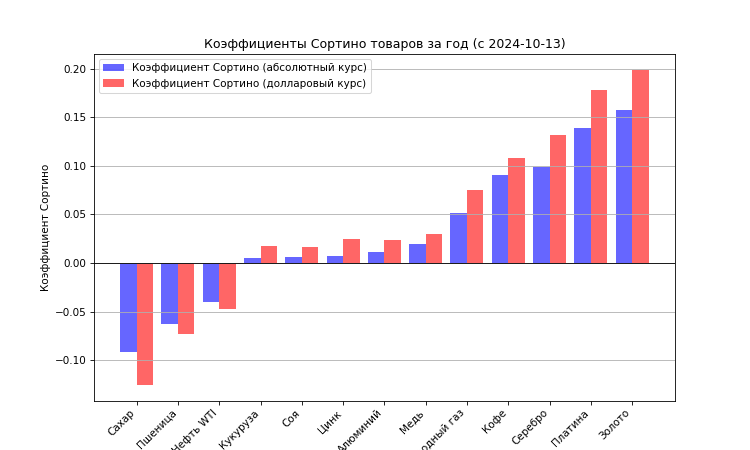 Коэффициенты Сортино товаров за год (с 2024-10-13)
Коэффициент Сортино (абсолютный курс)
Коэффициент Сортино (долларовый курс)
Коэффициент Сортино
0.20
0.15
0.10
0.05
0.00
−0.05
−0.10
Сахар
Пшеница
Нефть WTI
Кукуруза
Соя
Цинк
Алюминий
Медь
одный газ
Кофе
Серебро
Платина
Золото